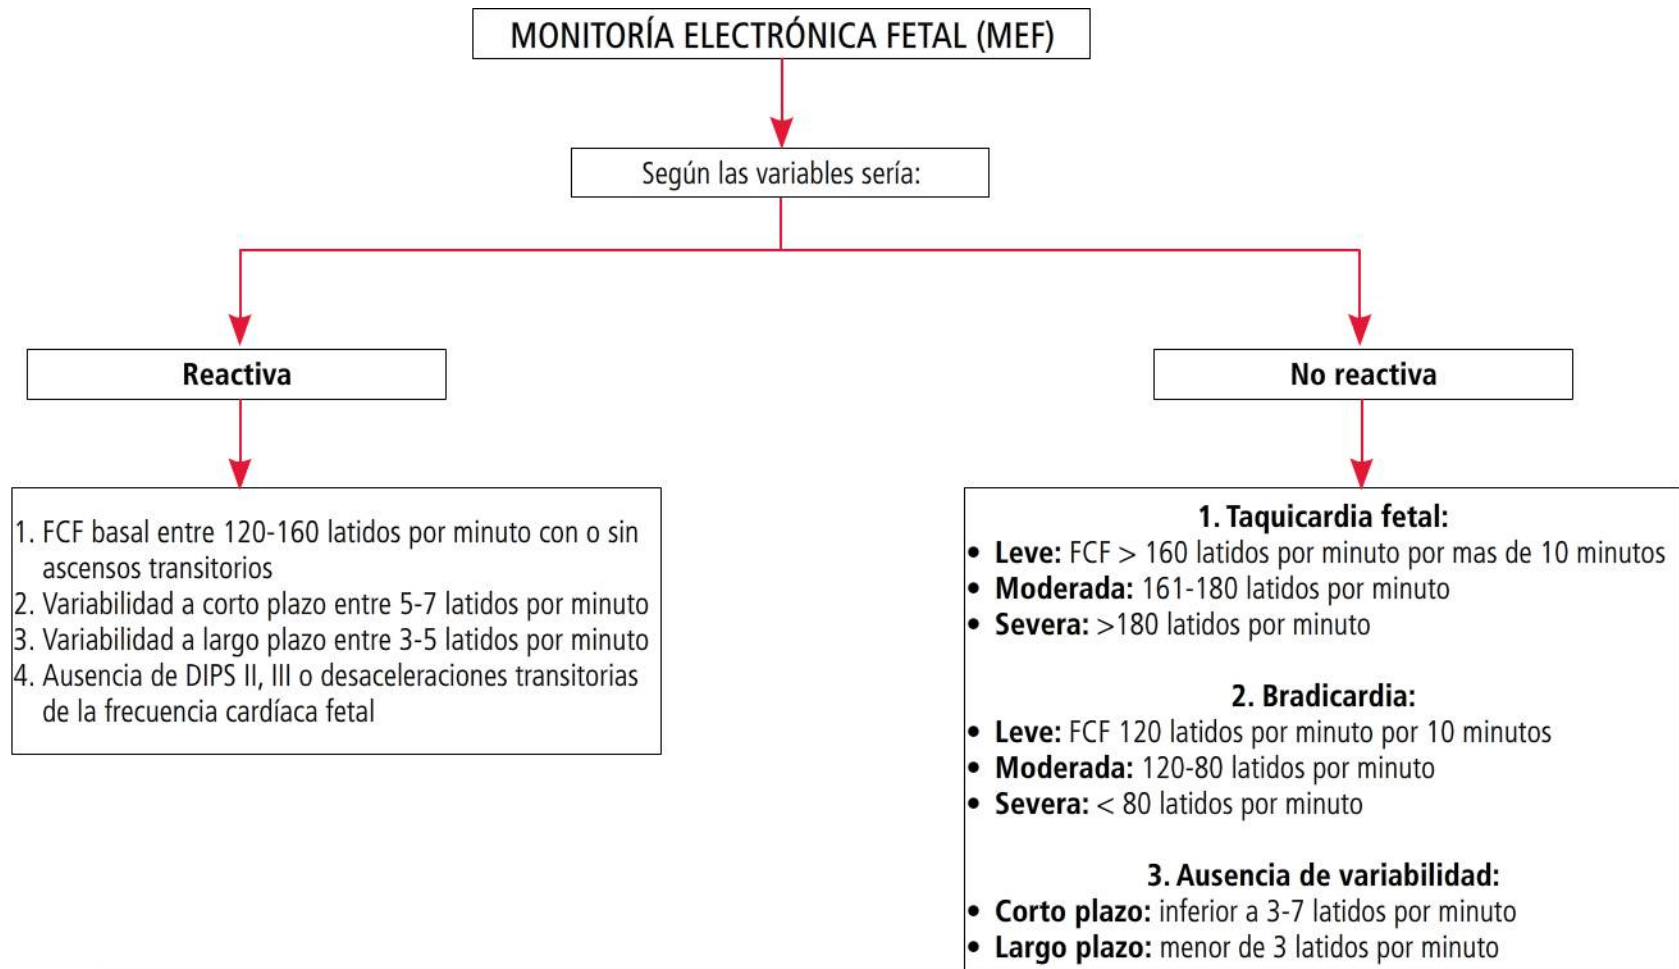 MONITORÍA ELECTRÓNICA FETAL (MEF)
Según las variables sería:
Reactiva
1. FCF basal entre 120-160 latidos por minuto con o sin
ascensos transitorios
2. Variabilidad a corto plazo entre 5-7 latidos por minuto
3. Variabilidad a largo plazo entre 3-5 latidos por minuto
4. Ausencia de DIPS II, III o desaceleraciones transitorias
de la frecuencia cardíaca fetal
No reactiva
1. Taquicardia fetal:
• Leve: FCF > 160 latidos por minuto por mas de 10 minutos
• Moderada: 161-180 latidos por minuto
• Severa: >180 latidos por minuto
2. Bradicardia:
• Leve: FCF 120 latidos por minuto por 10 minutos
• Moderada: 120-80 latidos por minuto
• Severa: < 80 latidos por minuto
3. Ausencia de variabilidad:
• Corto plazo: inferior a 3-7 latidos por minuto
• Largo plazo: menor de 3 latidos por minuto